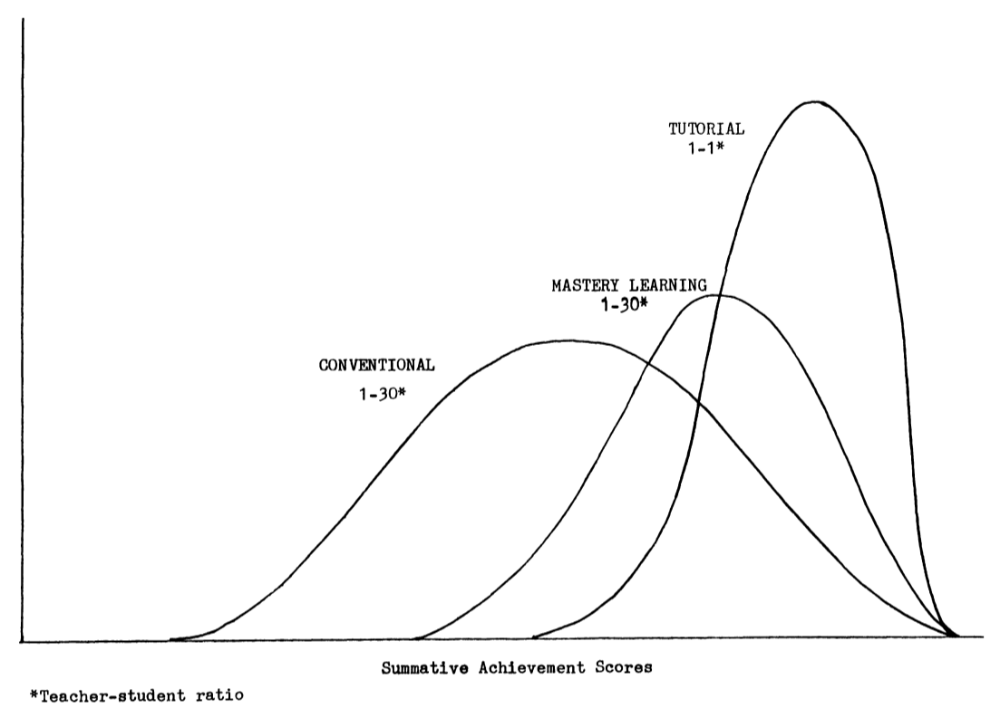 TUTORIAL
1-1*
MASTERY LEARNING
1-30*
CONVENTIONAL
1-30*
Summative Achievement Scores
*Teacher-student ratio